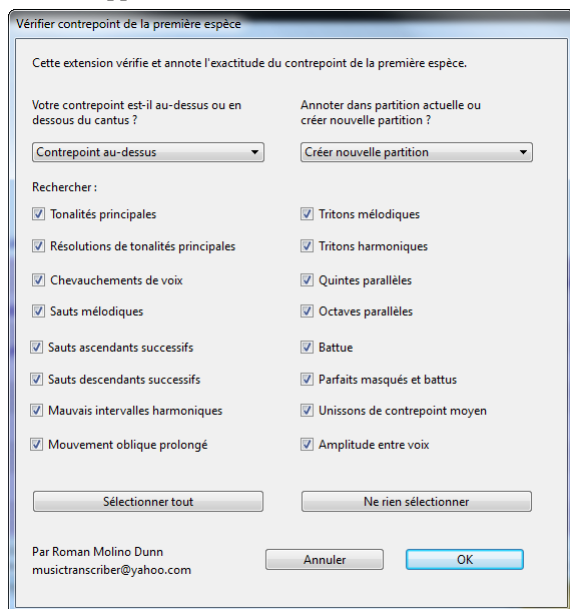 Vérifier contrepoint de la première espèce
Cette extension vérifie et annote l'exactitude du contrepoint de la première espèce.
Votre contrepoint est-il au-dessus ou en
dessous du cantus ?
Contrepoint au-dessus
Annoter dans partition actuelle ou
créer nouvelle partition ?
Créer nouvelle partition
Rechercher :
Tonalités principales
Tritons mélodiques
Résolutions de tonalités principales
Tritons harmoniques
Chevauchements de voix
Quintes parallèles
Sauts mélodiques
Octaves parallèles
Sauts ascendants successifs
Battue
Sauts descendants successifs
Parfaits masqués et battus
Mauvais intervalles harmoniques
Unissons de contrepoint moyen
Mouvement oblique prolongé
Amplitude entre voix
Sélectionner tout
Ne rien sélectionner
Par Roman Molino Dunn
musictranscriber@yahoo.com
Annuler
OK